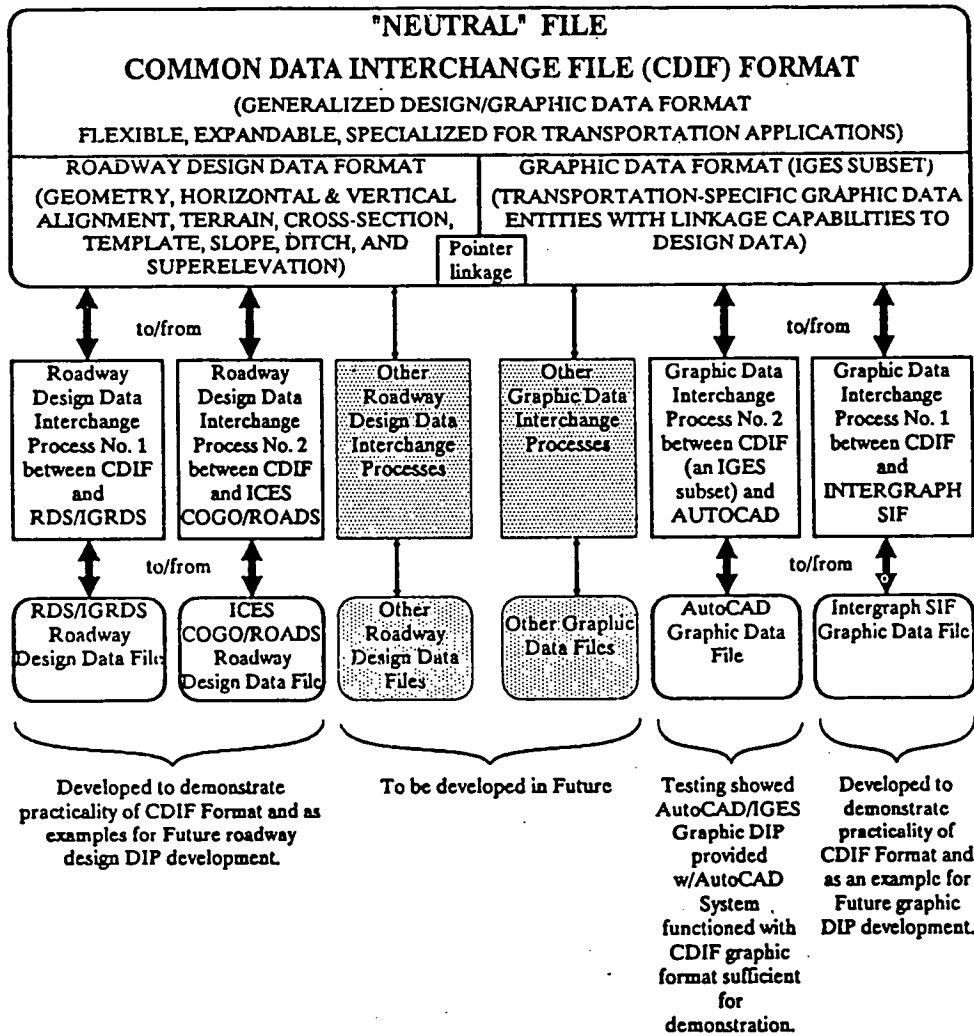 "NEUTRAL" FILE
COMMON DATA INTERCHANGE FILE (CDIF) FORMAT
(GENERALIZED DESIGN/GRAPHIC DATA FORMAT
FLEXIBLE, EXPANDABLE, SPECIALIZED FOR TRANSPORTATION APPLICATIONS)
ROADWAY DESIGN DATA FORMAT
(GEOMETRY, HORIZONTAL & VERTICAL
ALIGNMENT, TERRAIN, CROSS-SECTION,
TEMPLATE, SLOPE, DITCH, AND
SUPERELEVATION)
GRAPHIC DATA FORMAT (IGES SUBSET)
(TRANSPORTATION-SPECIFIC GRAPHIC DATA
ENTITIES WITH LINKAGE CAPABILITIES TO
DESIGN DATA)
Pointer
linkage
to/from
to/from
Roadway
Design Data
Interchange
Process No. 1
between CDIF
and
RDS/IGRDS
Roadway
Design Data
Interchange
Process No. 2
between CDIF
and ICES
COGO/ROADS
Other
Roadway
Design Data
Interchange
Processes
Other
Graphic Data
Interchange
Processes
Graphic Data
Interchange
Process No. 2
between CDIF
(an IGES
subset) and
AUTOCAD
Graphic Data
Interchange
Process No. 1
between CDIF
and
INTERGRAPH
SIF
to/from
to/from
RDS/IGRDS
Roadway
Design Data File
ICES
COGO/ROADS
Roadway
Design Data File
Other
Roadway
Design Data
Files
Other Graphic
Data Files
AutoCAD
Graphic Data
File
Intergraph SIF
Graphic Data File
Developed to demonstrate
practicality of CDIF Format and as
examples for Future roadway
design DIP development.
To be developed in Future
Testing showed
AutoCAD/IGES
Graphic DIP
provided
w/AutoCAD
System
functioned with
CDIF graphic
format sufficient
for
demonstration.
Developed to
demonstrate
practicality of
CDIF Format and
as an example for
Future graphic
DIP development.